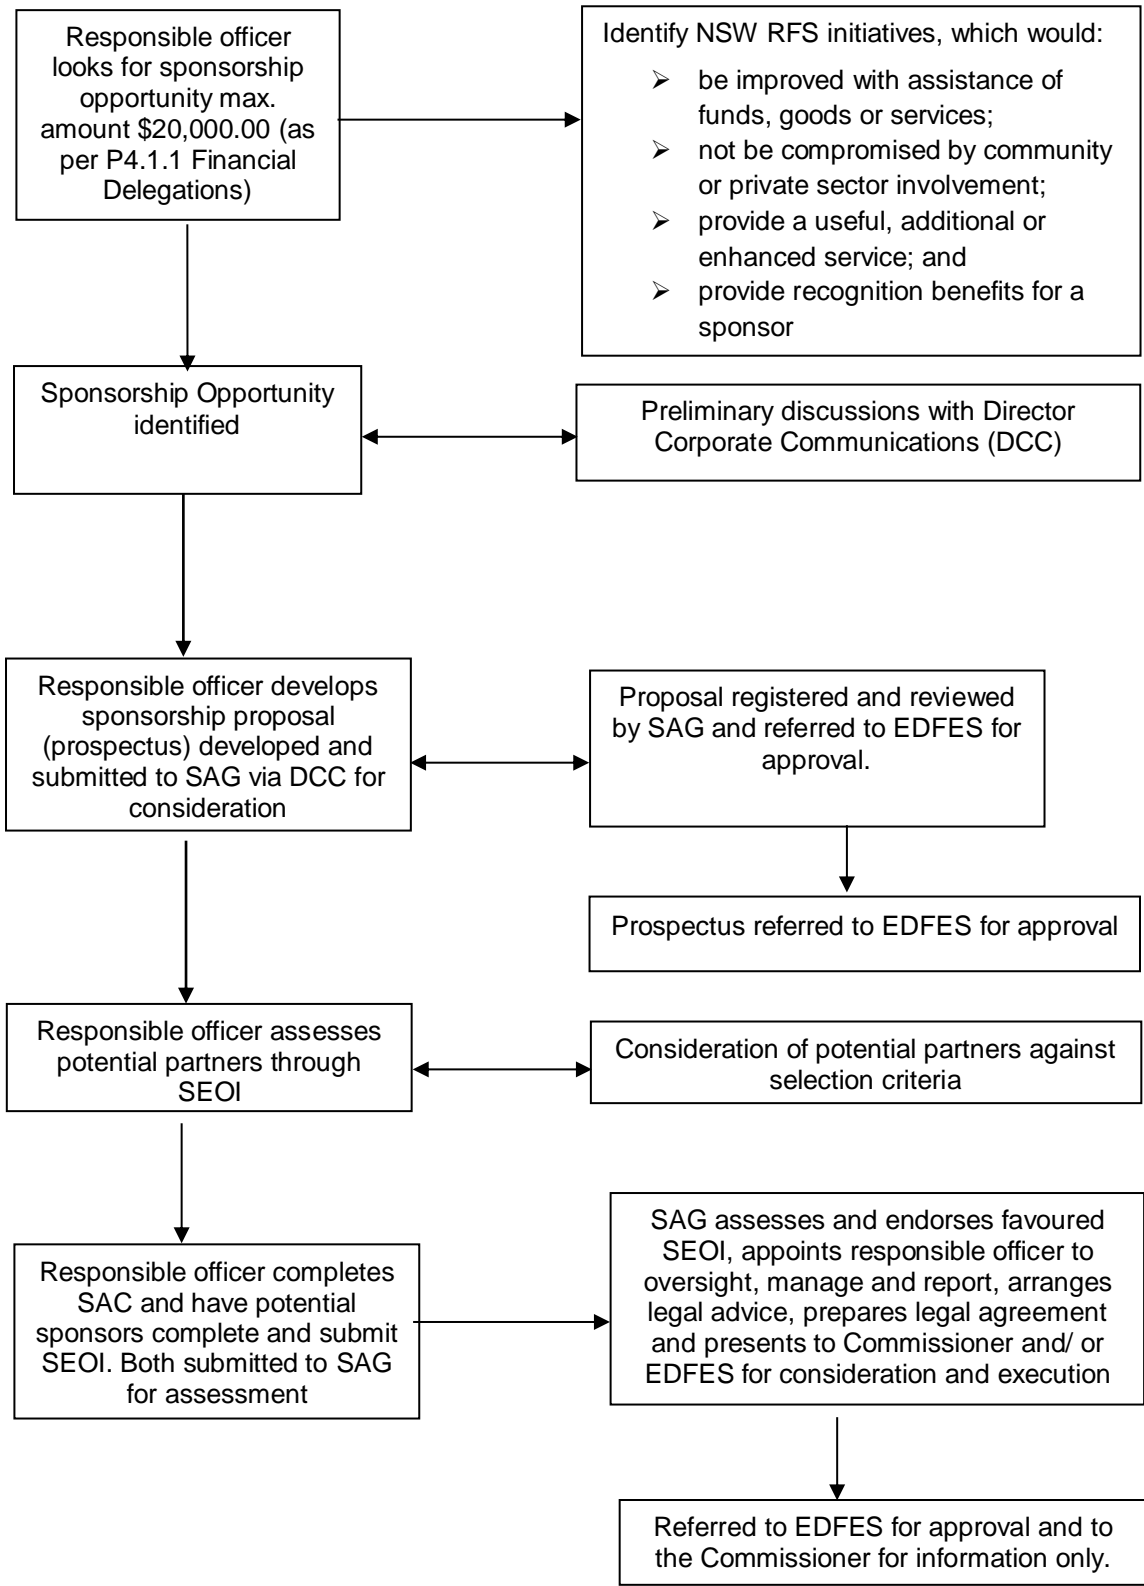 Responsible officer
looks for sponsorship
opportunity max.
amount $20,000.00 (as
per P4.1.1 Financial
Delegations)
Identify NSW RFS initiatives, which would:
➢ be improved with assistance of
funds, goods or services;
➢ not be compromised by community
or private sector involvement;
➢ provide a useful, additional or
enhanced service; and
➢ provide recognition benefits for a
sponsor
Sponsorship Opportunity
identified
Preliminary discussions with Director
Corporate Communications (DCC)
Responsible officer develops
sponsorship proposal
(prospectus) developed and
submitted to SAG via DCC for
consideration
Proposal registered and reviewed
by SAG and referred to EDFES for
approval.
Prospectus referred to EDFES for approval
Responsible officer assesses
potential partners through
SEOI
Consideration of potential partners against
selection criteria
Responsible officer completes
SAC and have potential
sponsors complete and submit
SEOI. Both submitted to SAG
for assessment
SAG assesses and endorses favoured
SEOI, appoints responsible officer to
oversight, manage and report, arranges
legal advice, prepares legal agreement
and presents to Commissioner and/ or
EDFES for consideration and execution
Referred to EDFES for approval and to
the Commissioner for information only.